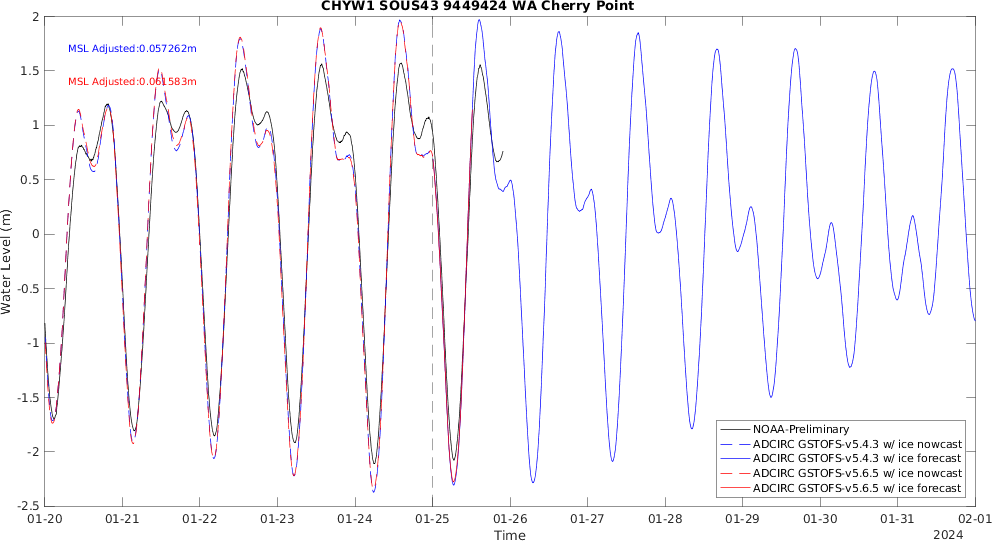 CHYW1 SOUS43 9449424 WA Cherry Point
MSL Adjusted:0.057262m
MSL Adjusted:0.061583m
Water Level (m)
2
1.5
1
0.5
0
-0.5
-1
-1.5
-2
-2.5
NOAA-Preliminary
ADCIRC GSTOFS-v5.4.3 w/ ice nowcast
ADCIRC GSTOFS-v5.4.3 w/ ice forecast
ADCIRC GSTOFS-v5.6.5 w/ ice nowcast
ADCIRC GSTOFS-v5.6.5 w/ ice forecast
01-20 01-21 01-22 01-23 01-24 01-25 01-26 01-27 01-28 01-29 01-30 01-31 02-01
Time
2024